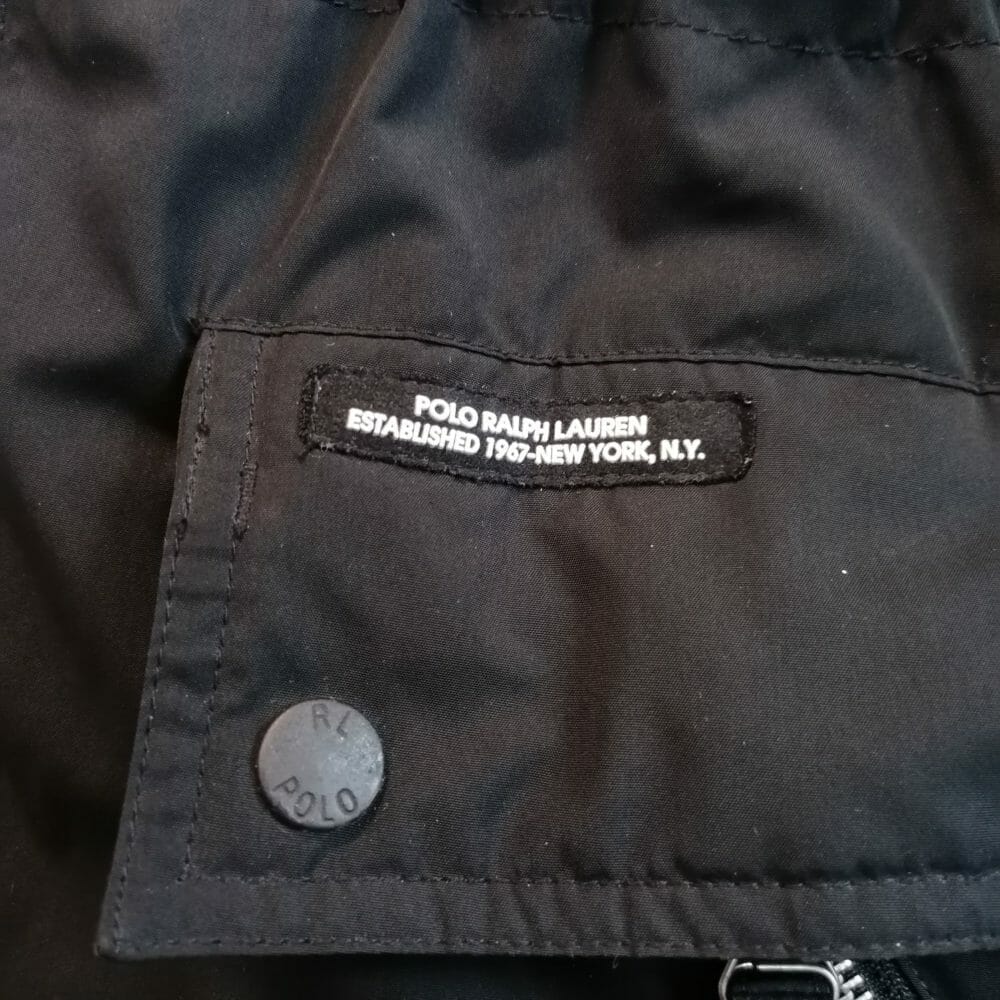 POLO RALPH LAUREN
ESTABLISHED 1967-NEW YORK, N.Y.
RL
POLO